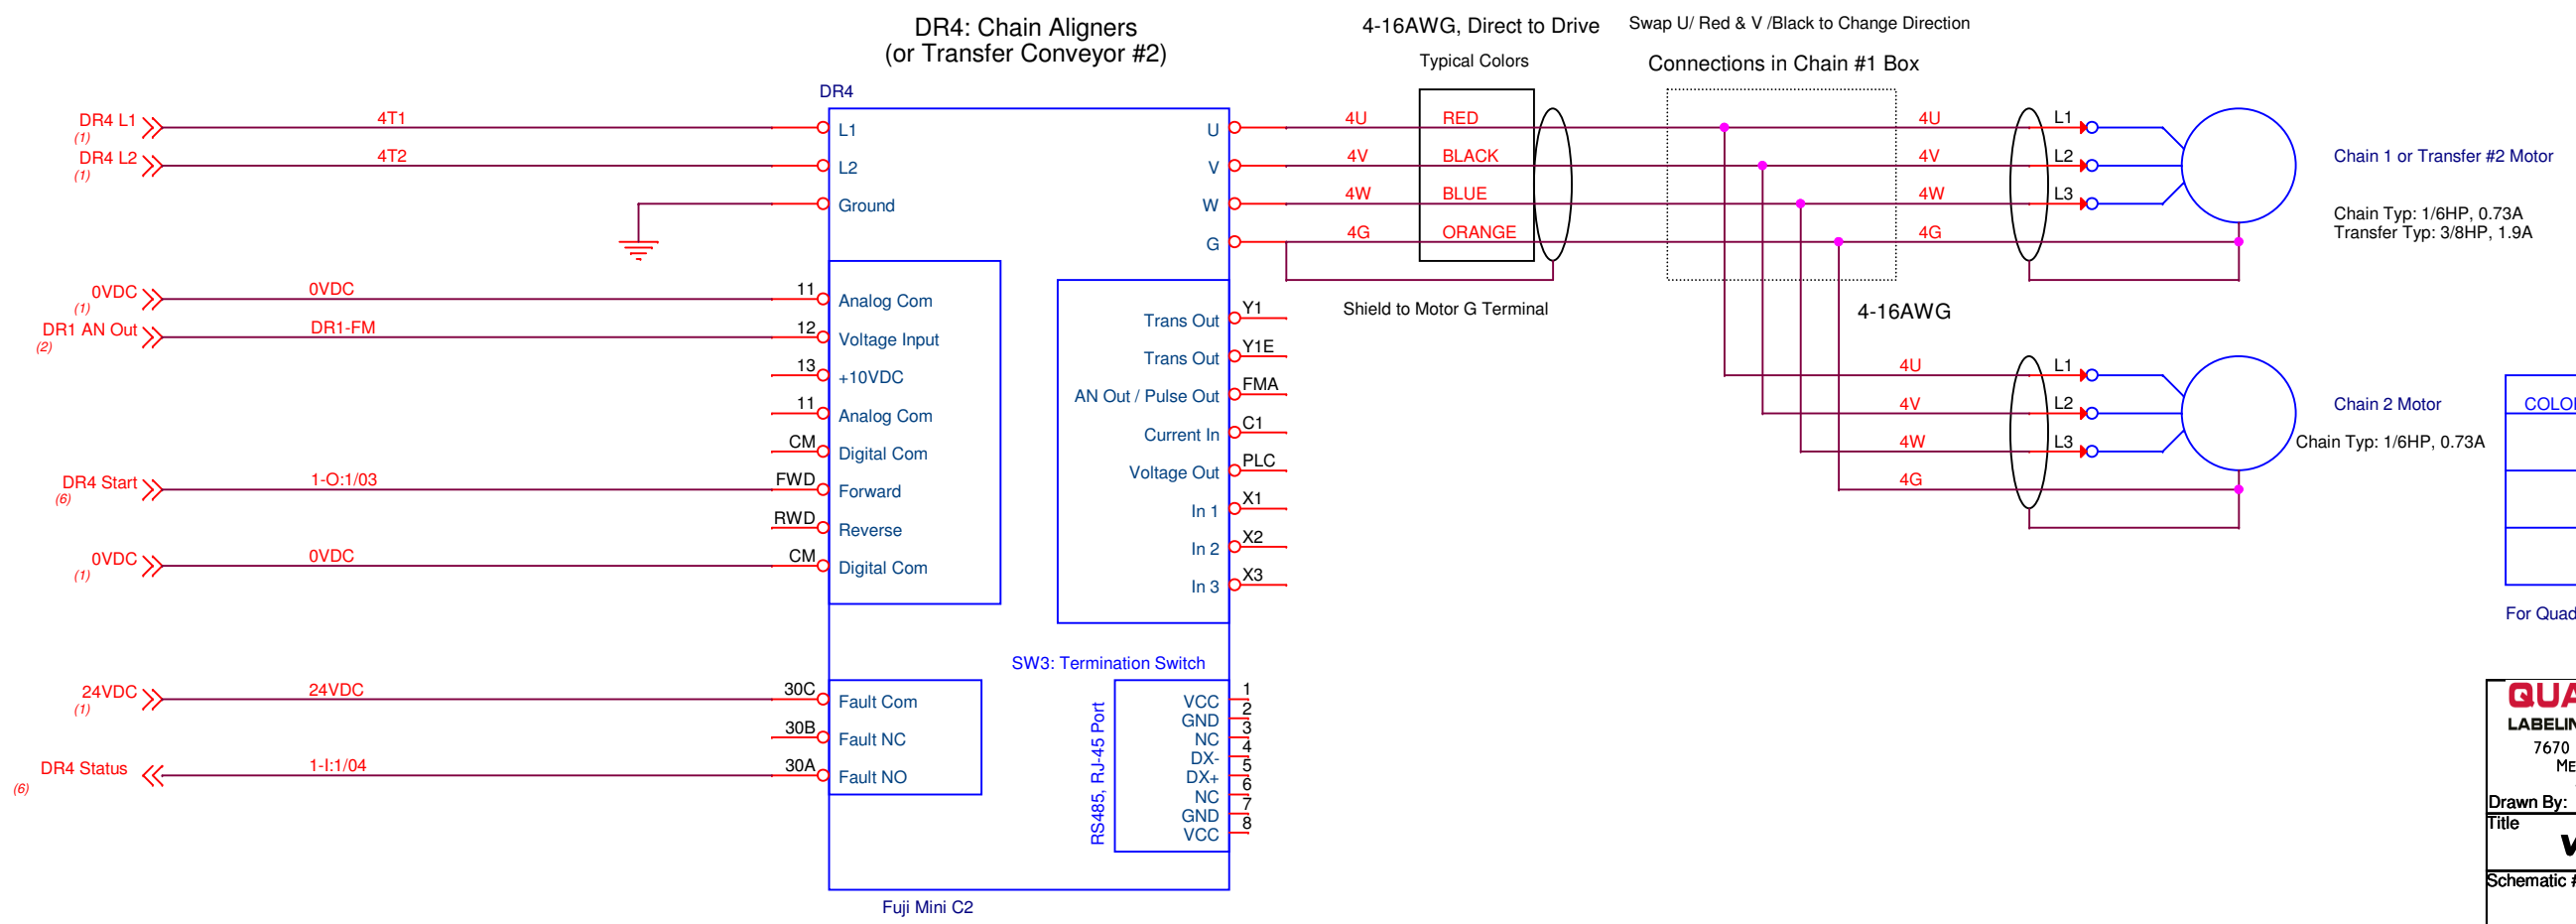 DR4: Chain Aligners
(or Transfer Conveyor #2)
4-16AWG, Direct to Drive
Typical Colors
Swap U/ Red & V /Black to Change Direction
Connections in Chain #1 Box
DR4
DR4 L1
(1)
4T1
L1
DR4 L2
(1)
4T2
L2
Ground
0VDC
(1)
0VDC
11
Analog Com
DR1 AN Out
(2)
DR1-FM
12
Voltage Input
13
+10VDC
11
Analog Com
CM
Digital Com
DR4 Start
(6)
1-O:1/03
FWD
Forward
RWD
Reverse
0VDC
(1)
0VDC
CM
Digital Com
24VDC
(1)
24VDC
30C
Fault Com
30B
Fault NC
DR4 Status
(6)
1-I:1/04
30A
Fault NO
U
V
W
G
Trans Out
Y1
Trans Out
Y1E
AN Out / Pulse Out
FMA
Current In
C1
Voltage Out
PLC
In 1
X1
In 2
X2
In 3
X3
SW3: Termination Switch
RS485, RJ-45 Port
VCC
1
GND
2
NC
3
DX-
4
DX+
5
NC
6
GND
7
VCC
8
Fuji Mini C2
4U
RED
4V
BLACK
4W
BLUE
4G
ORANGE
Shield to Motor G Terminal
4U
L1
4V
L2
4W
L3
4G
Chain 1 or Transfer #2 Motor
Chain Typ: 1/6HP, 0.73A
Transfer Typ: 3/8HP, 1.9A
4-16AWG
4U
L1
4V
L2
4W
L3
4G
Chain 2 Motor
Chain Typ: 1/6HP, 0.73A
For Quad
7670
Drawn By:
Title
Schematic #